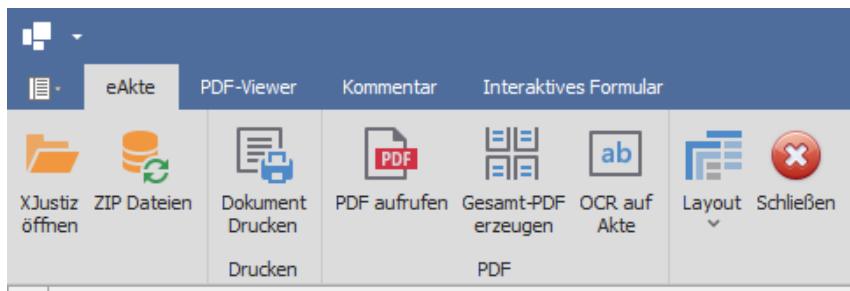 eAkte PDF-Viewer Kommentar Interaktives Formular
PDF ab
XJustiz ZIP Dateien Dokument PDF aufrufen Gesamt-PDF OCR auf Layout Schließen
öffnen Drucken erzeugen Akte
Drucken PDF